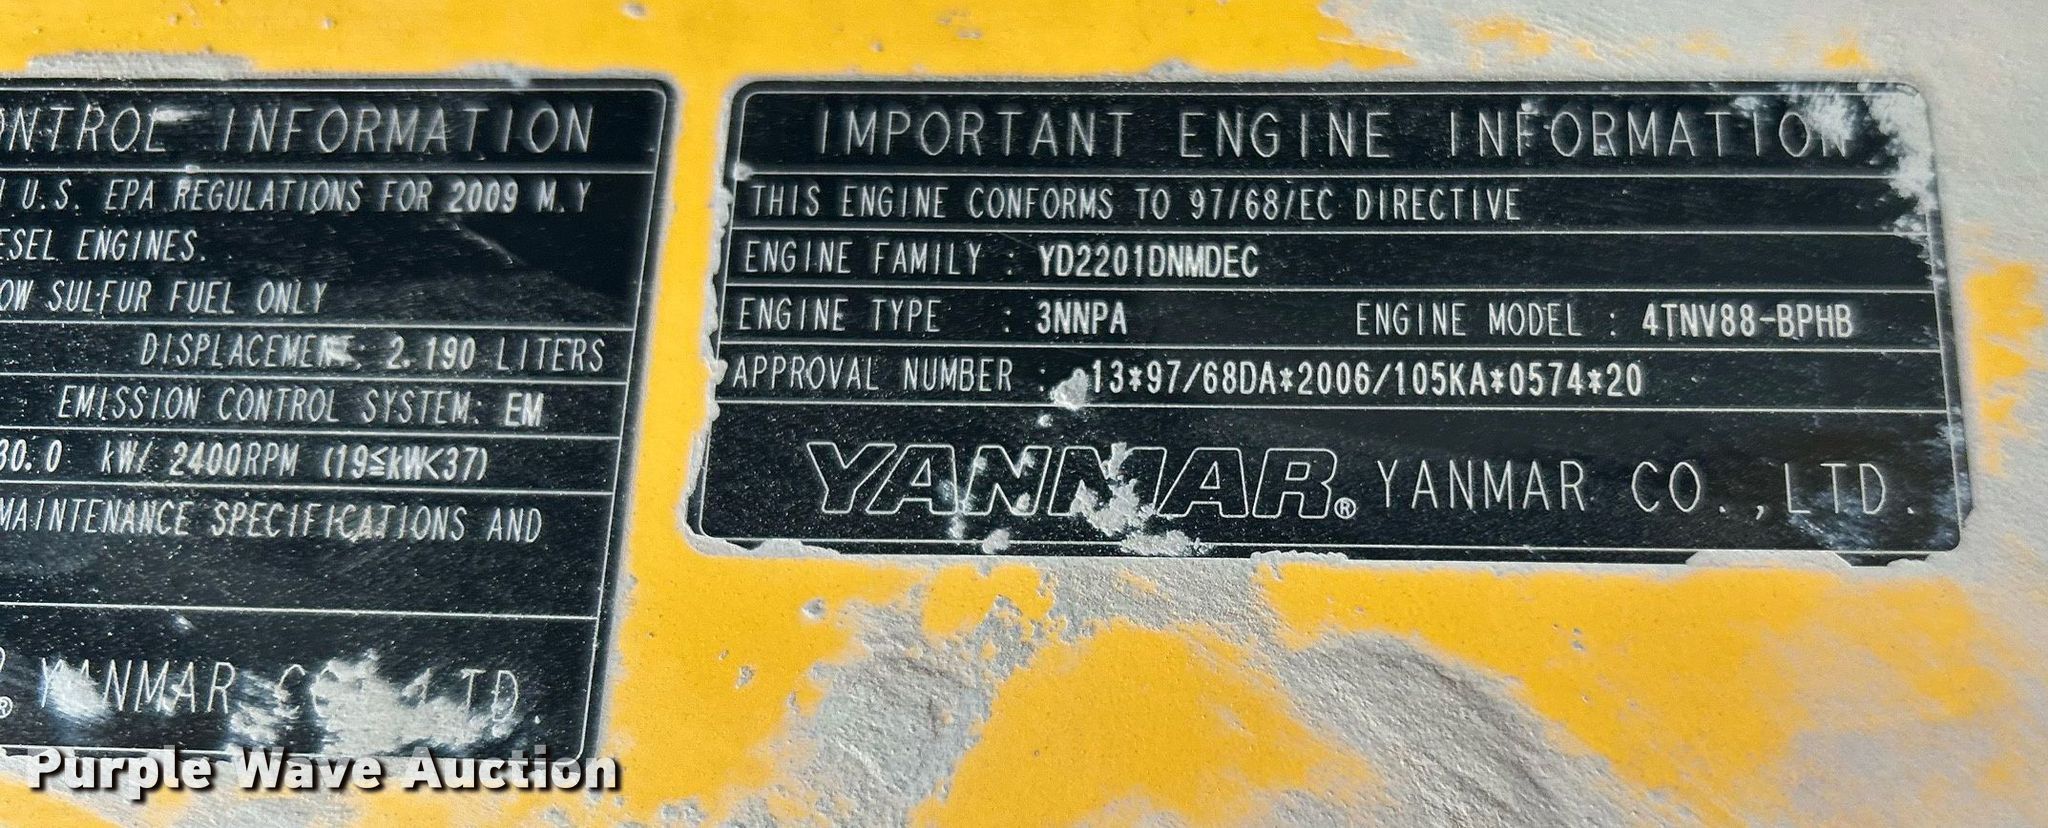 CONTROL INFORMATION
U.S. EPA REGULATIONS FOR 2009 M.Y
ENGINES.
SULFUR FUEL ONLY
DISPLACEMENT: 2.190 LITERS
EMISSION CONTROL SYSTEM: EM
30.0 kW/ 2400RPM (19≦kW<37)
MAINTENANCE SPECIFICATIONS AND
® YANMAR CO.,LTD.
IMPORTANT ENGINE INFORMATION
THIS ENGINE CONFORMS TO 97/68/EC DIRECTIVE
ENGINE FAMILY : YD2201DNMDEC
ENGINE TYPE : 3NNPA ENGINE MODEL : 4TNV88-BPHB
APPROVAL NUMBER : 13*97/68DA*2006/105KA*0574*20
YANMAR® YANMAR CO.,LTD.
Purple Wave Auction